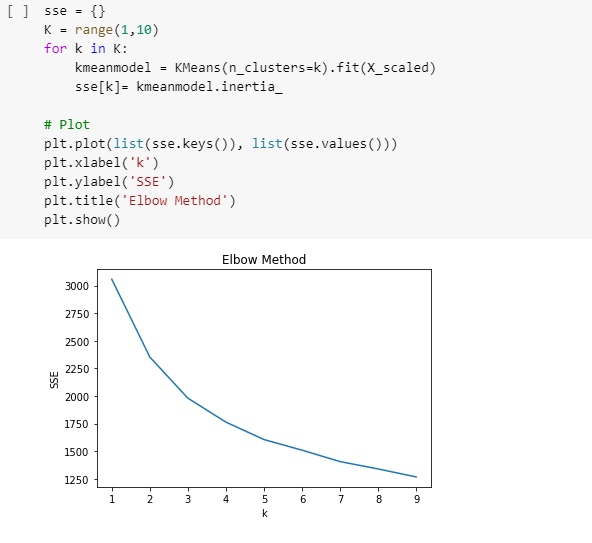 [ ] sse = {}
K = range(1,10)
for k in K:
    kmeanmodel = KMeans(n_clusters=k).fit(X_scaled)
    sse[k]= kmeanmodel.inertia_

# Plot
plt.plot(list(sse.keys()), list(sse.values()))
plt.xlabel('k')
plt.ylabel('SSE')
plt.title('Elbow Method')
plt.show()
Elbow Method
3000
2750
2500
2250
2000
1750
1500
1250
SSE
1 2 3 4 5 6 7 8 9
k